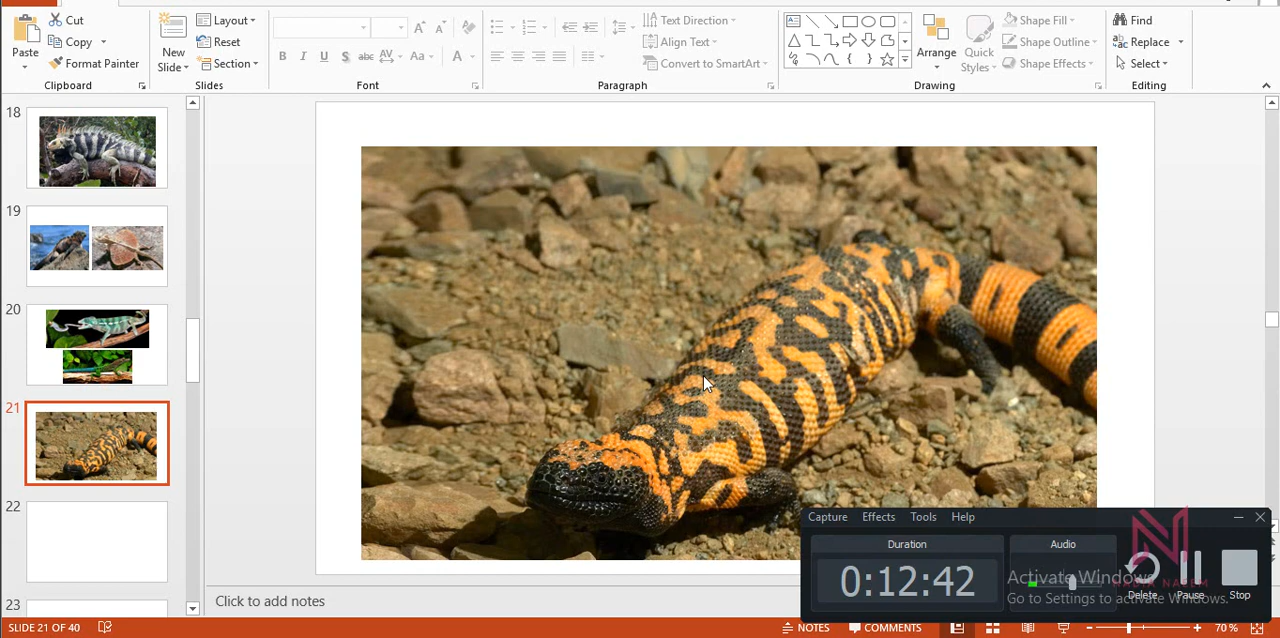 Cut
Copy
Format Painter
Paste
Clipboard
New
Slide
Layout
Reset
Section
Slides
B I U S abc AV Aa A
Font
Paragraph
Text Direction
Align Text
Convert to SmartArt
Arrange
Quick
Styles
Shape Fill
Shape Outline
Shape Effects
Drawing
Find
Replace
Select
Editing
18
19
20
21
22
23
Click to add notes
Capture Effects Tools Help
Duration
0:12:42
Audio
Delete
Pause
Stop
Activate Windows
Go to Settings to activate Windows.
SLIDE 21 OF 40
NOTES
COMMENTS
70 %